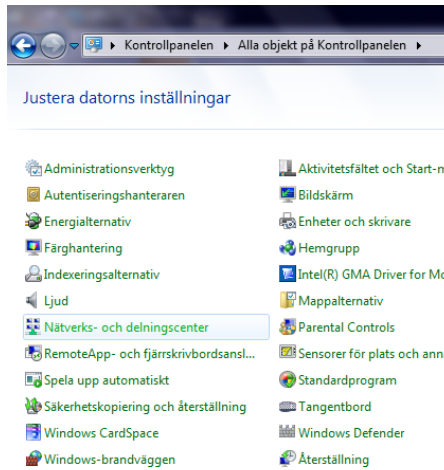 Kontrollpanelen ▸ Alla objekt på Kontrollpanelen ▸
Justera datorns inställningar
Administrationsverktyg
Autentiseringshanteraren
Energialternativ
Färghantering
Indexeringsalternativ
Ljud
Nätverks- och delningscenter
RemoteApp- och fjärrskrivbordsansl...
Spela upp automatiskt
Säkerhetskopiering och återställning
Windows CardSpace
Windows-brandväggen
Aktivitetsfältet och Start-m
Bildskärm
Enheter och skrivare
Hemgrupp
Intel(R) GMA Driver for Mo
Mappalternativ
Parental Controls
Sensorer för plats och ann
Standardprogram
Tangentbord
Windows Defender
Återställning